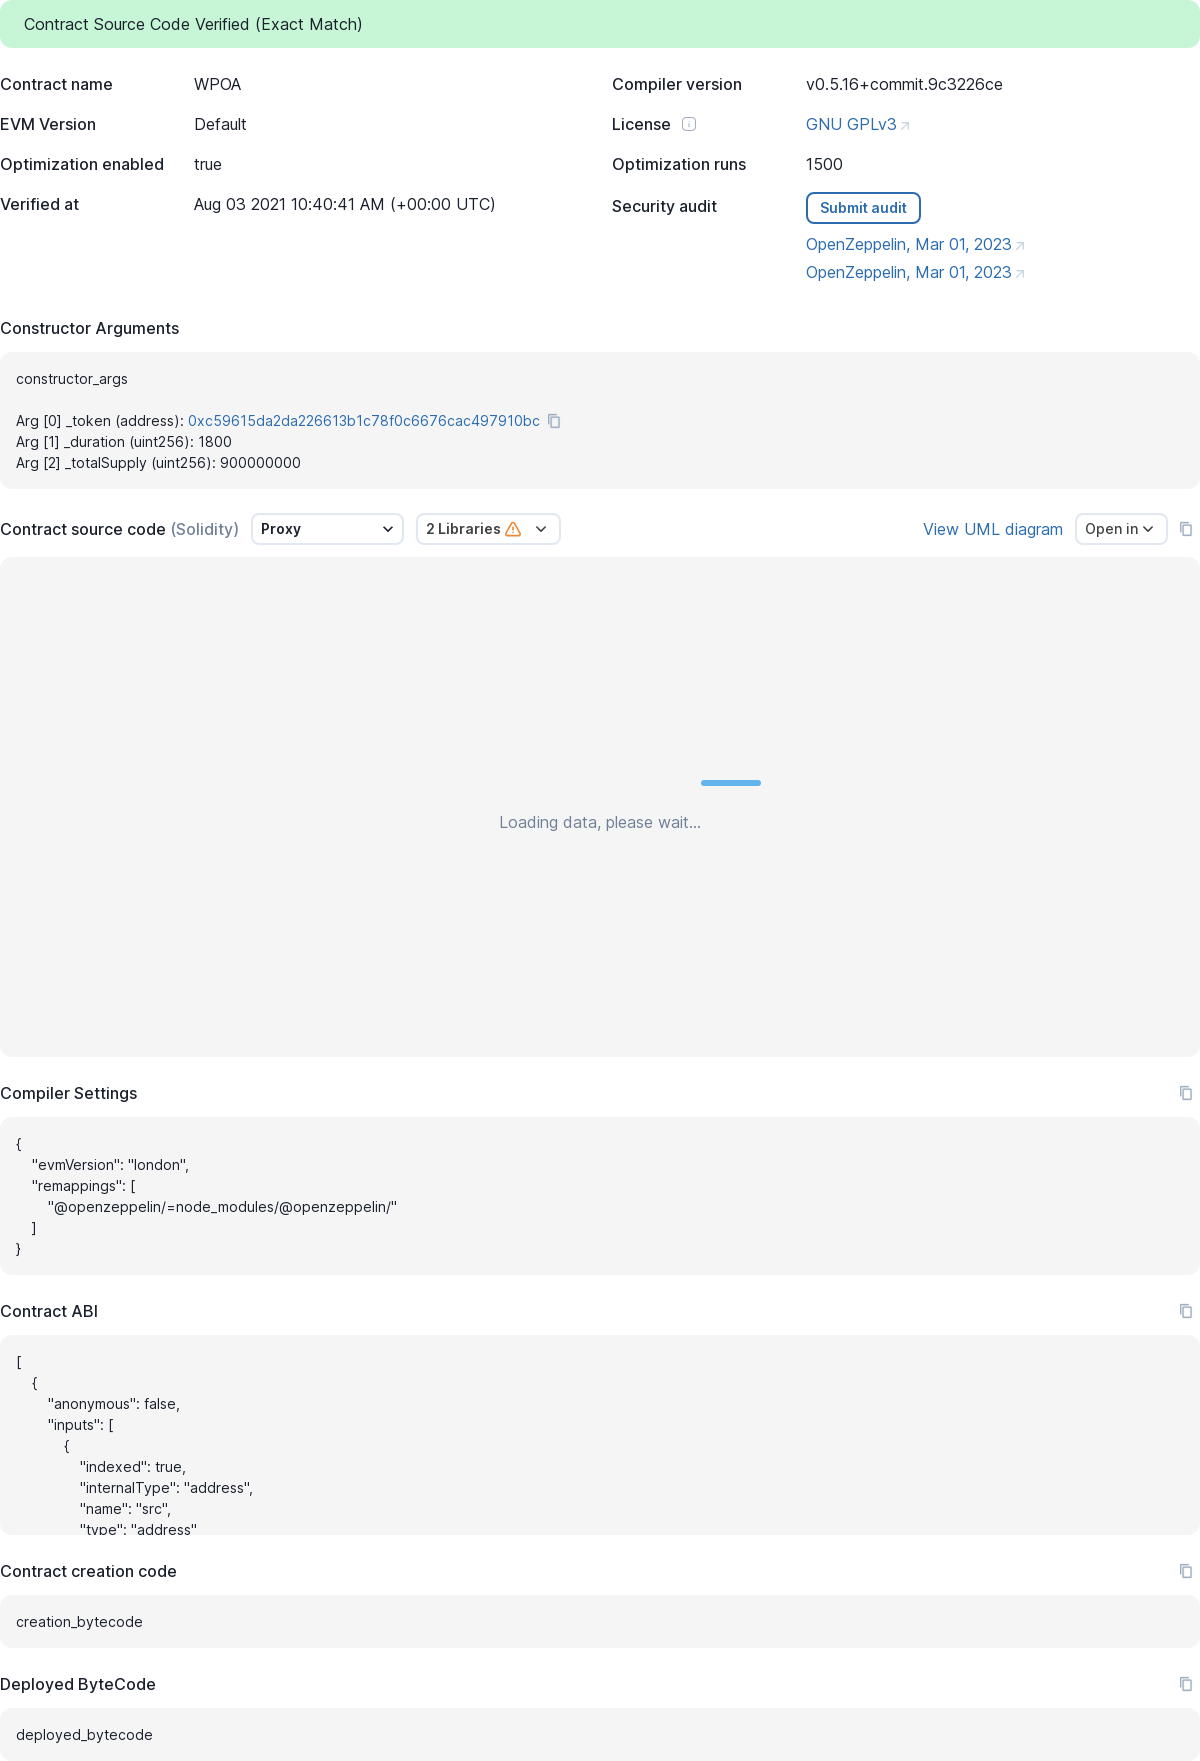 Contract Source Code Verified (Exact Match)
Contract name WPOA
Compiler version v0.5.16+commit.9c3226ce
EVM Version Default
License GNU GPLv3
Optimization enabled true
Optimization runs 1500
Verified at Aug 03 2021 10:40:41 AM (+00:00 UTC)
Security audit Submit audit
OpenZeppelin, Mar 01, 2023
OpenZeppelin, Mar 01, 2023
Constructor Arguments
constructor_args
Arg [0] _token (address): 0xc59615da2da226613b1c78f0c6676cac497910bc
Arg [1] _duration (uint256): 1800
Arg [2] _totalSupply (uint256): 900000000
Contract source code (Solidity) Proxy 2 Libraries View UML diagram Open in
Loading data, please wait...
Compiler Settings
{
"evmVersion": "london",
"remappings": [
"@openzeppelin/=node_modules/@openzeppelin/"
]
}
Contract ABI
[
{
"anonymous": false,
"inputs": [
{
"indexed": true,
"internalType": "address",
"name": "src",
"type": "address"
Contract creation code
creation_bytecode
Deployed ByteCode
deployed_bytecode